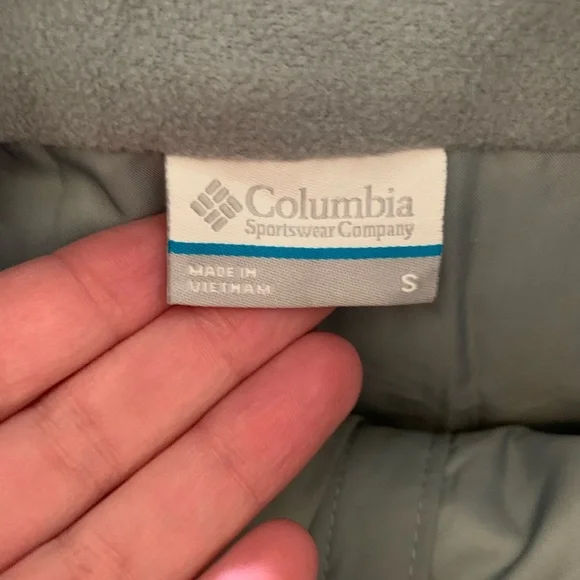 Columbia
Sportswear Company
MADE IN
VIETNAM
S